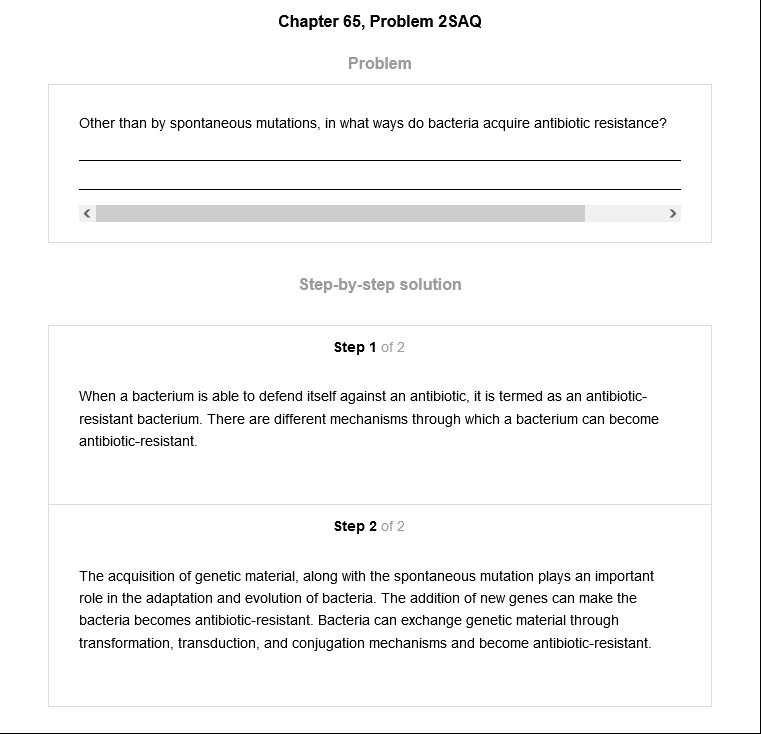 Chapter 65, Problem 2SAQ
Problem
Other than by spontaneous mutations, in what ways do bacteria acquire antibiotic resistance?
Step-by-step solution
Step 1 of 2
When a bacterium is able to defend itself against an antibiotic, it is termed as an antibiotic-
resistant bacterium. There are different mechanisms through which a bacterium can become
antibiotic-resistant.
Step 2 of 2
The acquisition of genetic material, along with the spontaneous mutation plays an important
role in the adaptation and evolution of bacteria. The addition of new genes can make the
bacteria becomes antibiotic-resistant. Bacteria can exchange genetic material through
transformation, transduction, and conjugation mechanisms and become antibiotic-resistant.